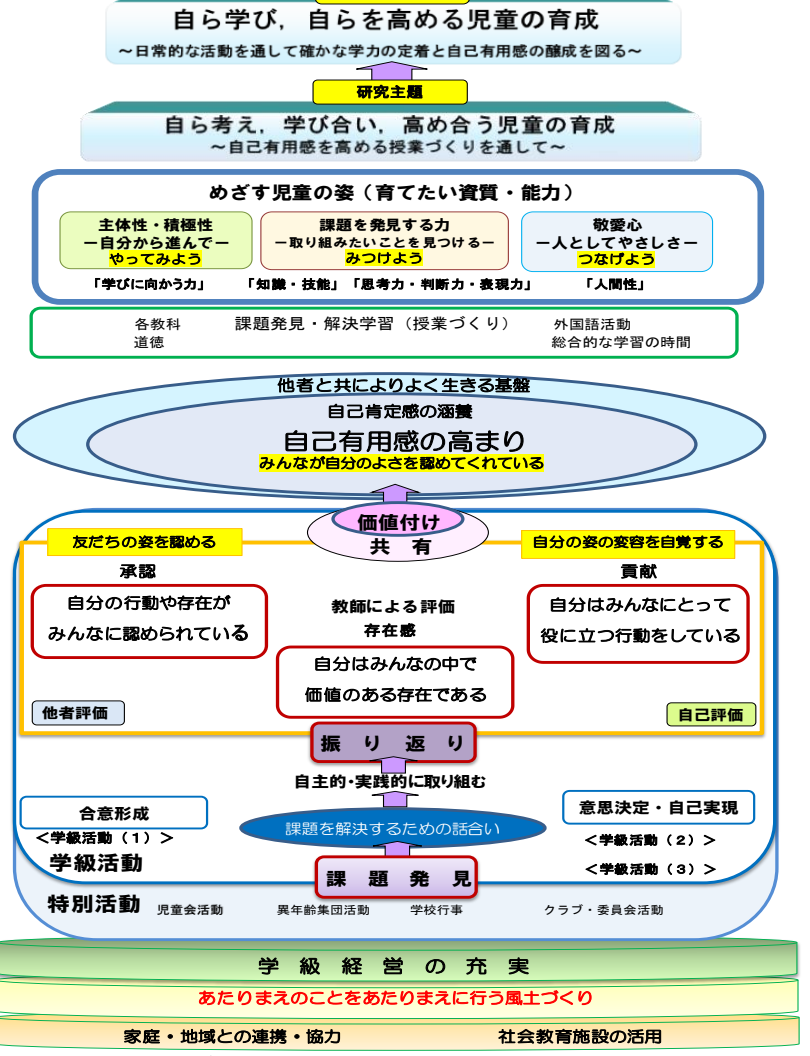 自ら学び，自らを高める児童の育成
～日常的な活動を通して確かな学力の定着と自己有用感の醸成を図る～
研究主題
自ら考え，学び合い，高め合う児童の育成
～自己有用感を高める授業づくりを通して～
めざす児童の姿（育てたい資質・能力）
主体性・積極性
ー自分から進んでー
やってみよう
課題を発見する力
ー取り組みたいことを見つけるー
みつけよう
敬愛心
ー人としてやさしさー
つなげよう
「学びに向かう力」
「知識・技能」「思考力・判断力・表現力」
「人間性」
各教科
道徳
課題発見・解決学習（授業づくり）
外国語活動
総合的な学習の時間
他者と共によりよく生きる基盤
自己肯定感の涵養
自己有用感の高まり
みんなが自分のよさを認めてくれている
価値付け
共　有
友だちの姿を認める
自分の姿の変容を自覚する
承認
自分の行動や存在が
みんなに認められている
教師による評価
存在感
自分はみんなの中で
価値のある存在である
貢献
自分はみんなにとって
役に立つ行動をしている
他者評価
自己評価
振　り　返　り
自主的・実践的に取り組む
合意形成
＜学級活動（１）＞
学級活動
課題を解決するための話合い
意思決定・自己実現
＜学級活動（２）＞
＜学級活動（３）＞
課　題　発　見
特別活動
児童会活動
異年齢集団活動
学校行事
クラブ・委員会活動
学　級　経　営　の　充　実
あたりまえのことをあたりまえに行う風土づくり
家庭・地域との連携・協力
社会教育施設の活用